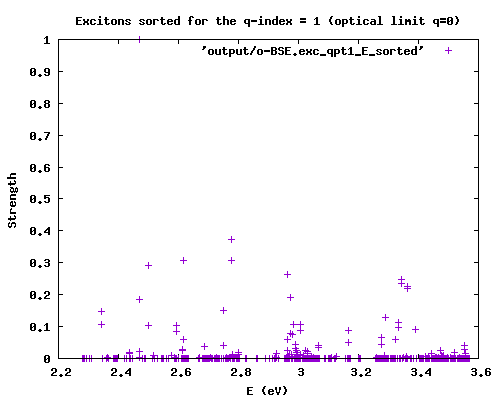 Excitons sorted for the q-index = 1 (optical limit q=0)
'output/o-BSE.exc_qpt1_E_sorted'
1
0.9
0.8
0.7
0.6
0.5
0.4
0.3
0.2
0.1
0
Strength
2.2 2.4 2.6 2.8 3 3.2 3.4 3.6
E (eV)